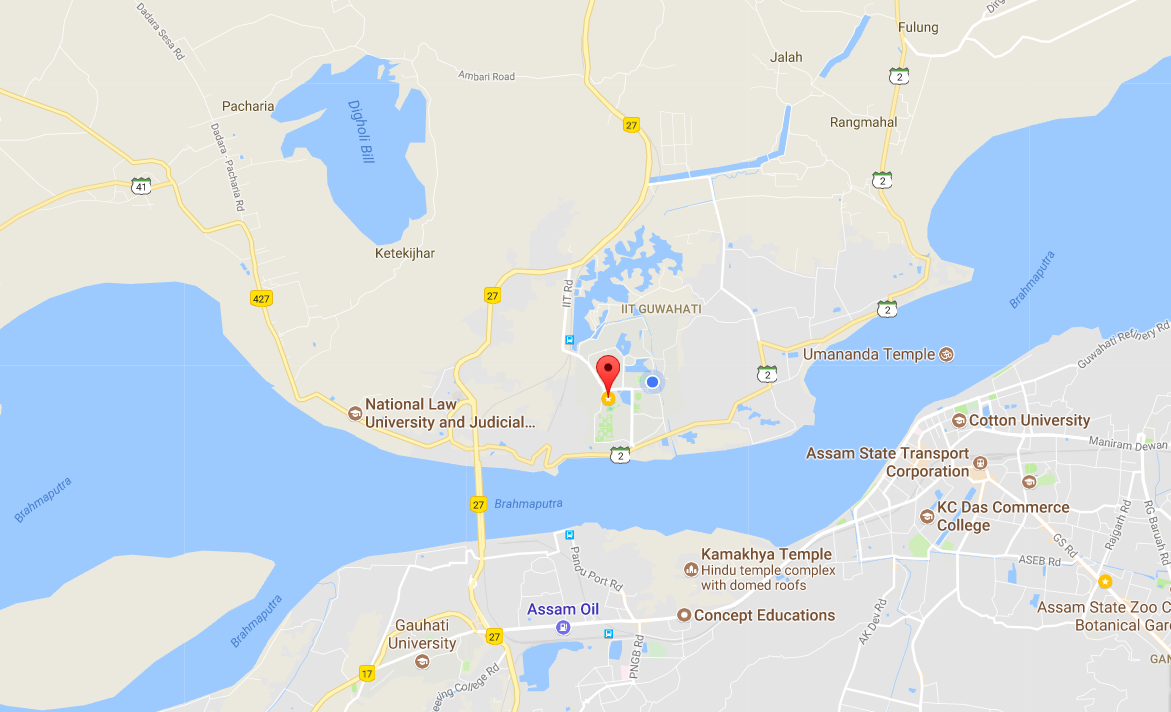 Dadara Sesa Rd
Fulung
Jalah
Ambari Road
2
Pacharia
Digholi Bill
27
Rangmahal
Dadara - Pacharia Rd
41
2
Ketekijhar
Brahmaputra
427
27
IIT Rd
IIT GUWAHATI
2
Guwahati Refinery Rd
Umananda Temple
2
National Law
University and Judicial...
Cotton University
Maniram Dewan
Assam State Transport
Corporation
2
Brahmaputra
27
Brahmaputra
KC Das Commerce
College
Rajgarh Rd
RG Baruah Rd
GS Rd
Pandu Port Rd
Kamakhya Temple
Hindu temple complex
with domed roofs
ASEB Rd
Brahmaputra
Assam Oil
Concept Educations
AK Dev Rd
Assam State Zoo C
Botanical Gar
Gauhati
University
27
PNGB Rd
17
eering College Rd
GAN